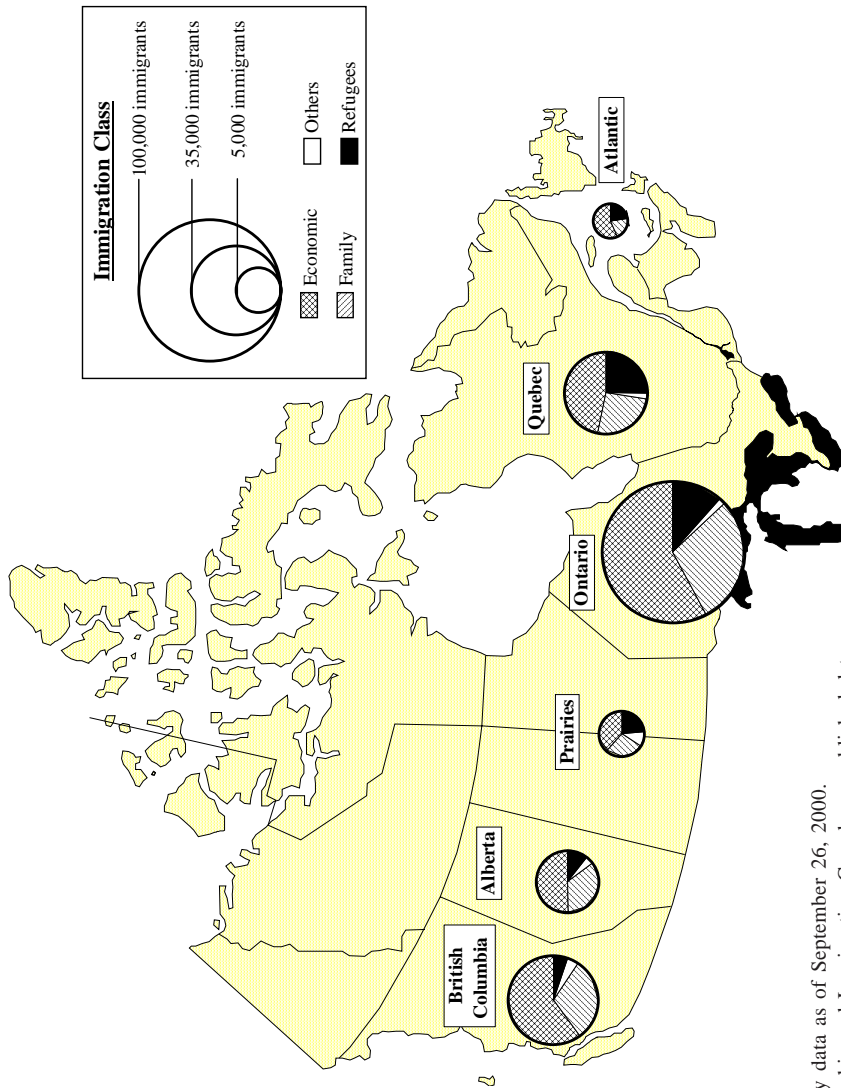 Immigration Class
100,000 immigrants
35,000 immigrants
5,000 immigrants
Economic
Others
Family
Refugees
Atlantic
Quebec
Ontario
Prairies
Alberta
British
Columbia
y data as of September 26, 2000.